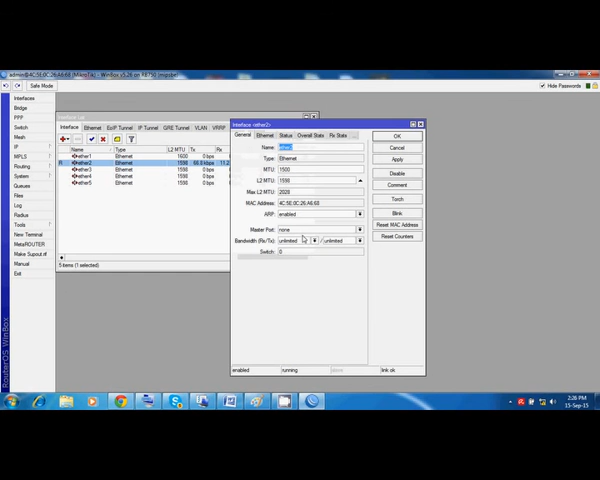 admin@4C:5E:0C:26:A6:68 (MikroTik) - WinBox v5.26 on RB750 (mipsbe)
Safe Mode
Hide Passwords
Interfaces
Bridge
PPP
Switch
Mesh
IP
MPLS
Routing
System
Queues
Files
Log
Radius
Tools
New Terminal
MetaROUTER
Make Supout.rif
Manual
Exit
RouterOS WinBox
Interface List
Interface Ethernet EoIP Tunnel IP Tunnel GRE Tunnel VLAN VRRP
Name Type L2 MTU Tx Rx
ether1 Ethernet 1600 0 bps
R ether2 Ethernet 1598 66.8 kbps 11.2
ether3 Ethernet 1598 0 bps
ether4 Ethernet 1598 0 bps
ether5 Ethernet 1598 0 bps
5 items (1 selected)
Interface <ether2>
General Ethernet Status Overall Stats Rx Stats ...
Name: ether2
Type: Ethernet
MTU: 1500
L2 MTU: 1598
Max L2 MTU: 2028
MAC Address: 4C:5E:0C:26:A6:68
ARP: enabled
Master Port: none
Bandwidth (Rx/Tx): unlimited / unlimited
Switch: 0
OK
Cancel
Apply
Disable
Comment
Torch
Blink
Reset MAC Address
Reset Counters
enabled running slave link ok
2:26 PM
15-Sep-15